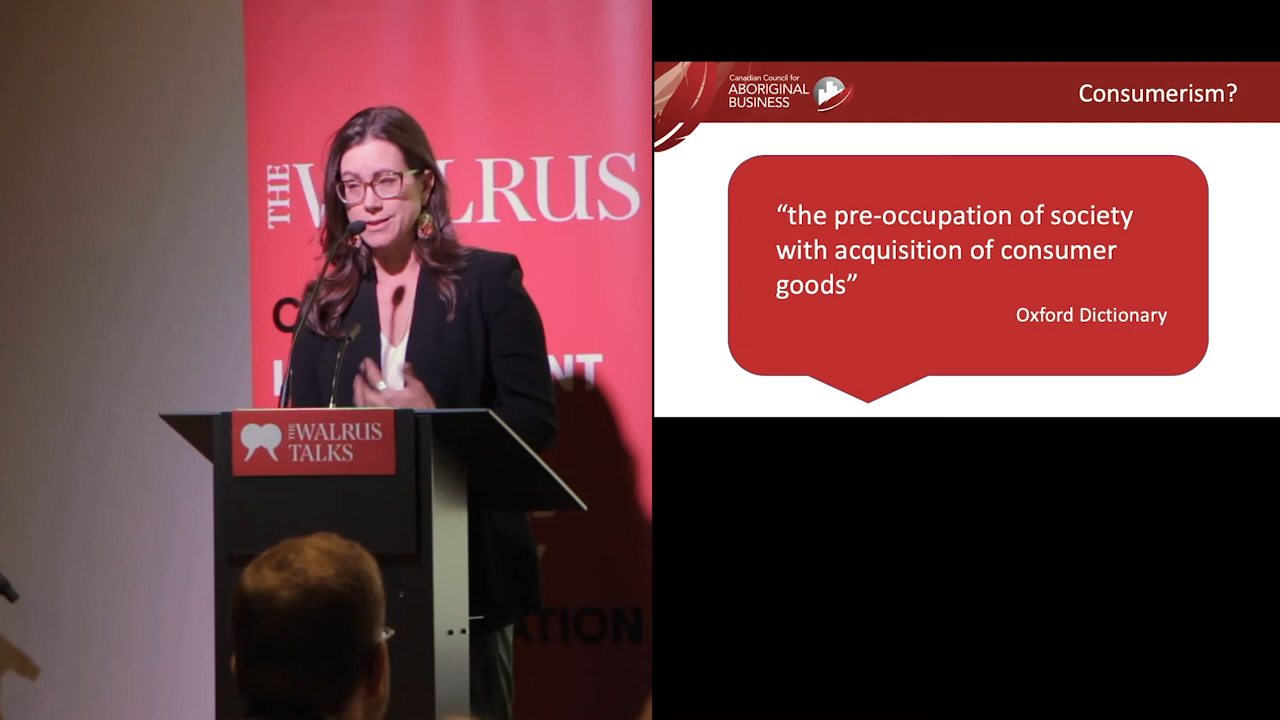 THE
WALRUS
THE
WALRUS
TALKS
Canadian Council for
ABORIGINAL
BUSINESS
Consumerism?
“the pre-occupation of society
with acquisition of consumer
goods”
Oxford Dictionary